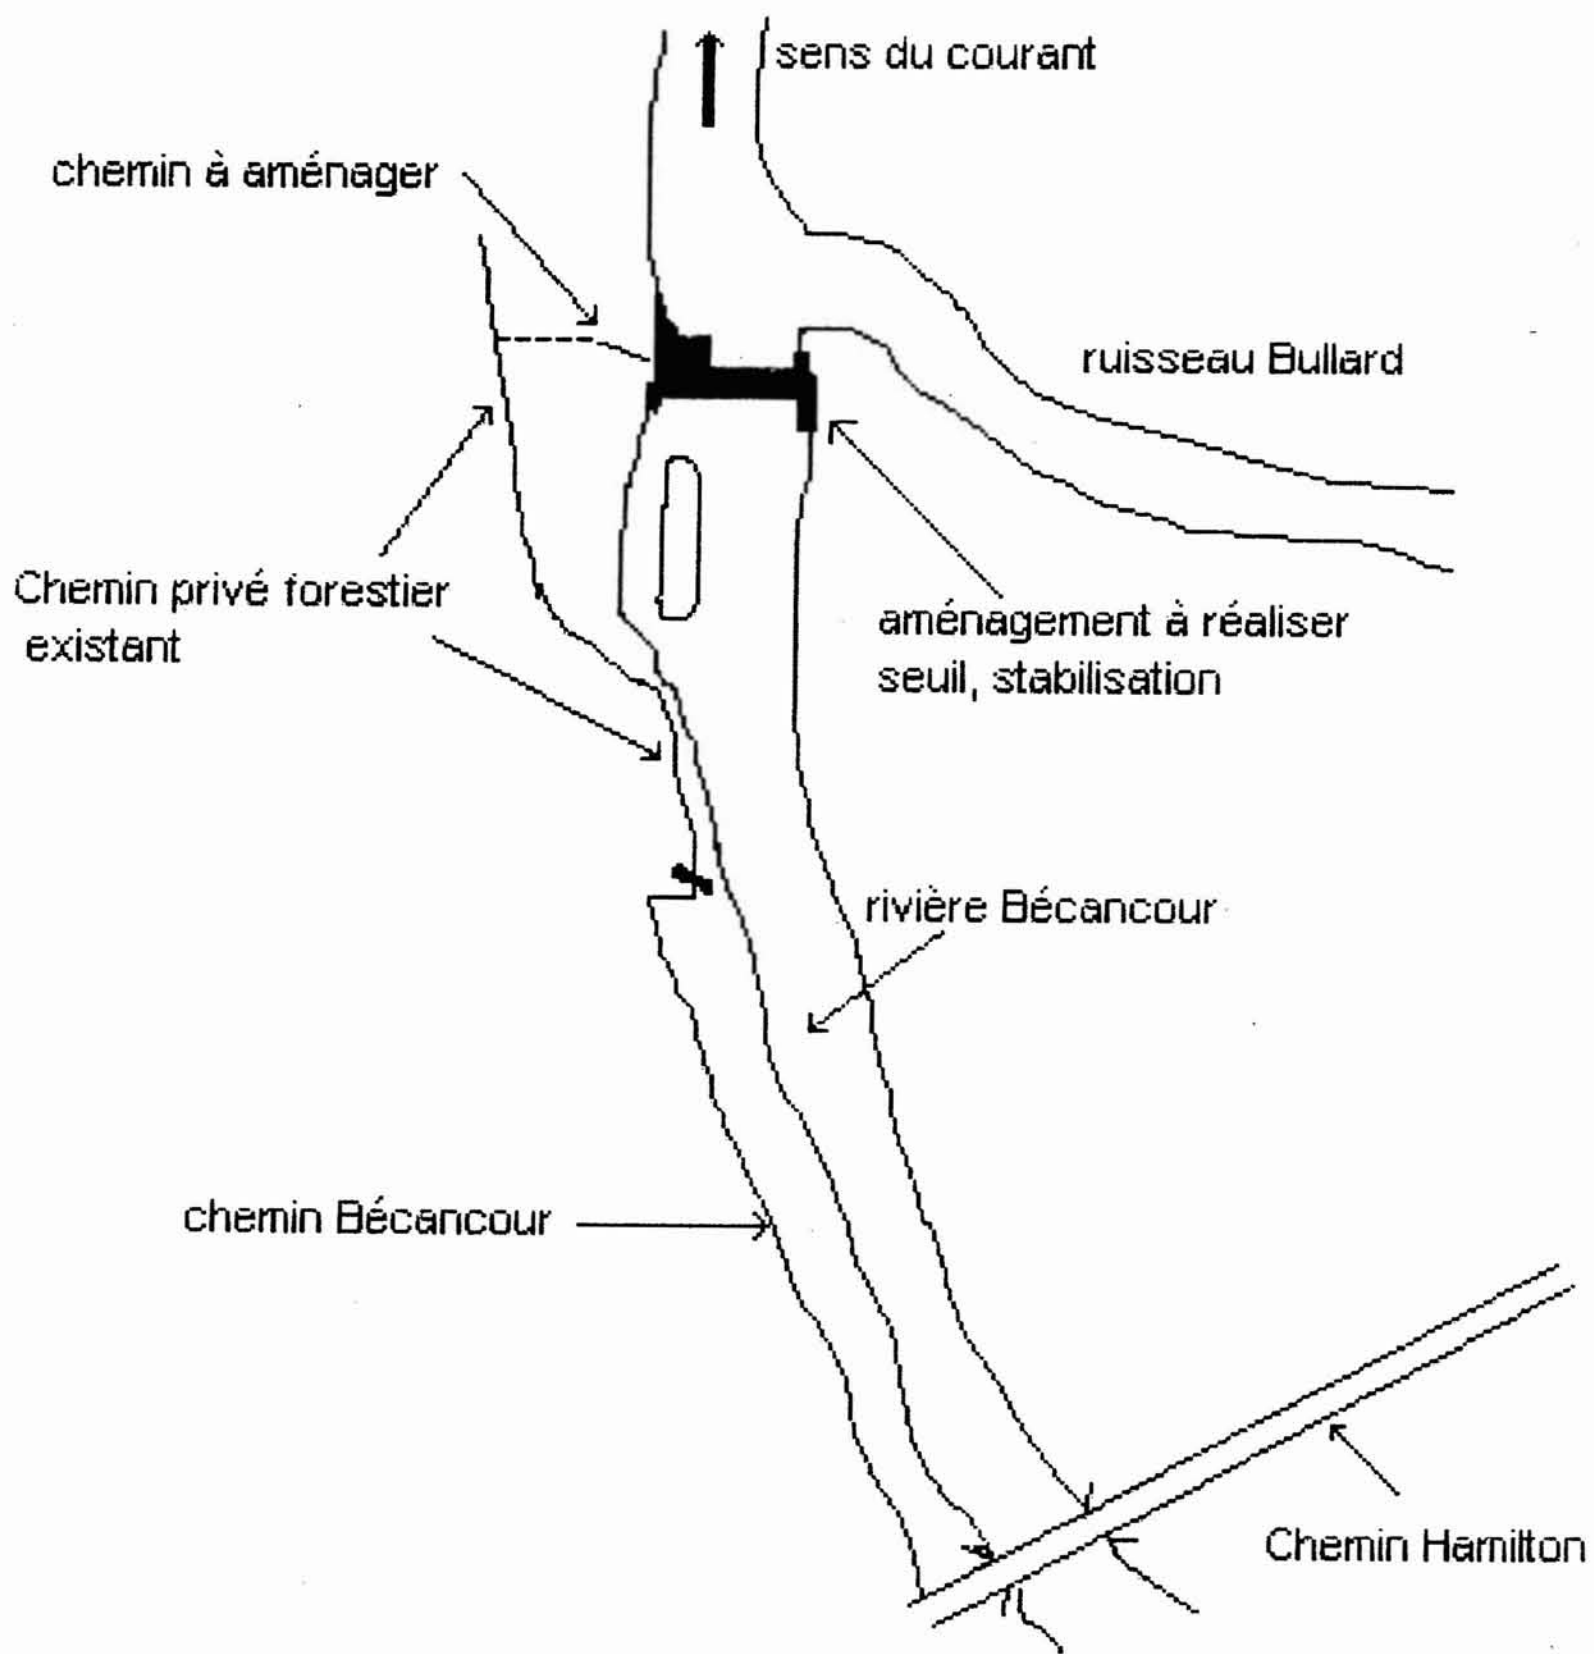 sens du courant
chemin à aménager
ruisseau Bullard
Chemin privé forestier
existant
aménagement à réaliser
seuil, stabilisation
rivière Bécancour
chemin Bécancour
Chemin Hamilton